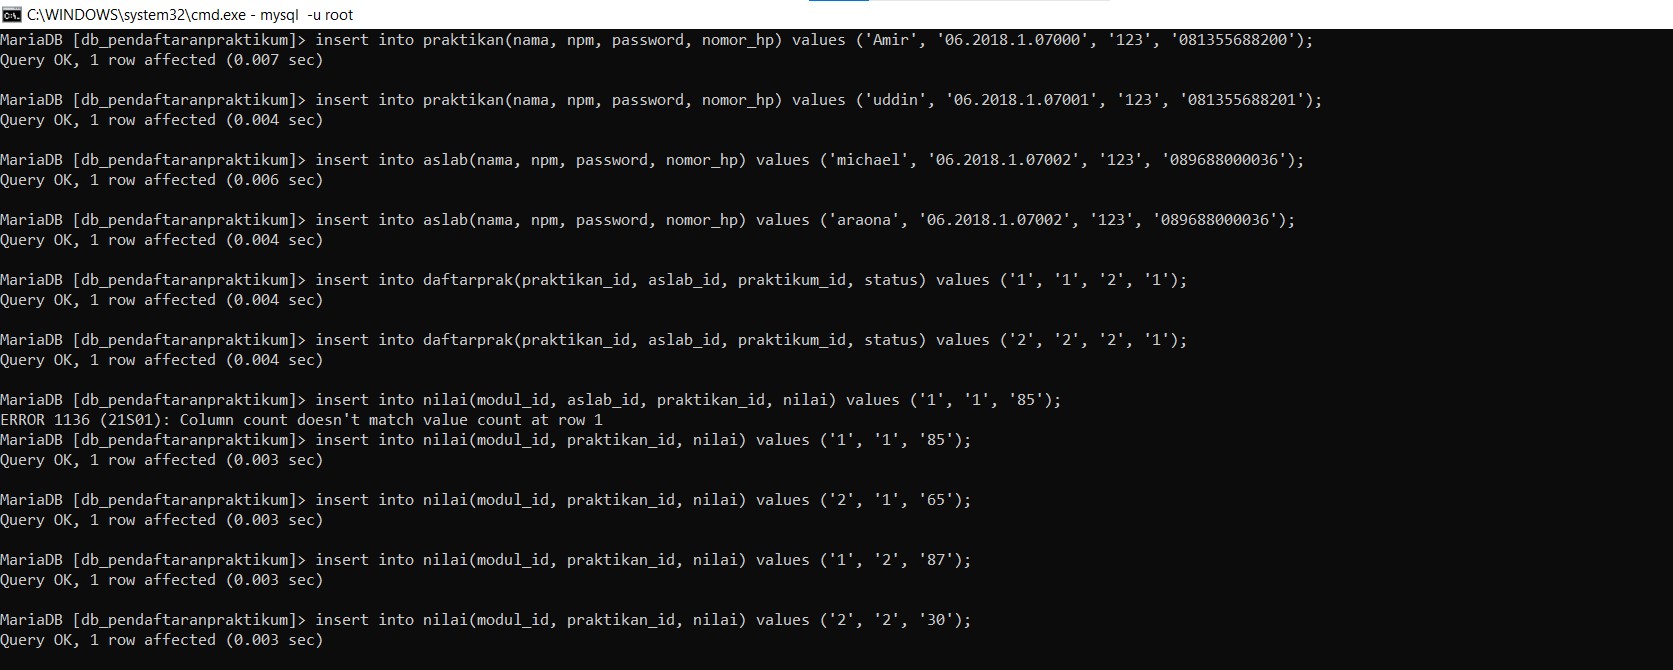 C:\WINDOWS\system32\cmd.exe - mysql  -u root
MariaDB [db_pendaftaranpraktikum]> insert into praktikan(nama, npm, password, nomor_hp) values ('Amir', '06.2018.1.07000', '123', '081355688200');
Query OK, 1 row affected (0.007 sec)
MariaDB [db_pendaftaranpraktikum]> insert into praktikan(nama, npm, password, nomor_hp) values ('uddin', '06.2018.1.07001', '123', '081355688201');
Query OK, 1 row affected (0.004 sec)
MariaDB [db_pendaftaranpraktikum]> insert into aslab(nama, npm, password, nomor_hp) values ('michael', '06.2018.1.07002', '123', '089688000036');
Query OK, 1 row affected (0.006 sec)
MariaDB [db_pendaftaranpraktikum]> insert into aslab(nama, npm, password, nomor_hp) values ('araona', '06.2018.1.07002', '123', '089688000036');
Query OK, 1 row affected (0.004 sec)
MariaDB [db_pendaftaranpraktikum]> insert into daftarprak(praktikan_id, aslab_id, praktikum_id, status) values ('1', '1', '2', '1');
Query OK, 1 row affected (0.004 sec)
MariaDB [db_pendaftaranpraktikum]> insert into daftarprak(praktikan_id, aslab_id, praktikum_id, status) values ('2', '2', '2', '1');
Query OK, 1 row affected (0.004 sec)
MariaDB [db_pendaftaranpraktikum]> insert into nilai(modul_id, aslab_id, praktikan_id, nilai) values ('1', '1', '85');
ERROR 1136 (21S01): Column count doesn't match value count at row 1
MariaDB [db_pendaftaranpraktikum]> insert into nilai(modul_id, praktikan_id, nilai) values ('1', '1', '85');
Query OK, 1 row affected (0.003 sec)
MariaDB [db_pendaftaranpraktikum]> insert into nilai(modul_id, praktikan_id, nilai) values ('2', '1', '65');
Query OK, 1 row affected (0.003 sec)
MariaDB [db_pendaftaranpraktikum]> insert into nilai(modul_id, praktikan_id, nilai) values ('1', '2', '87');
Query OK, 1 row affected (0.003 sec)
MariaDB [db_pendaftaranpraktikum]> insert into nilai(modul_id, praktikan_id, nilai) values ('2', '2', '30');
Query OK, 1 row affected (0.003 sec)